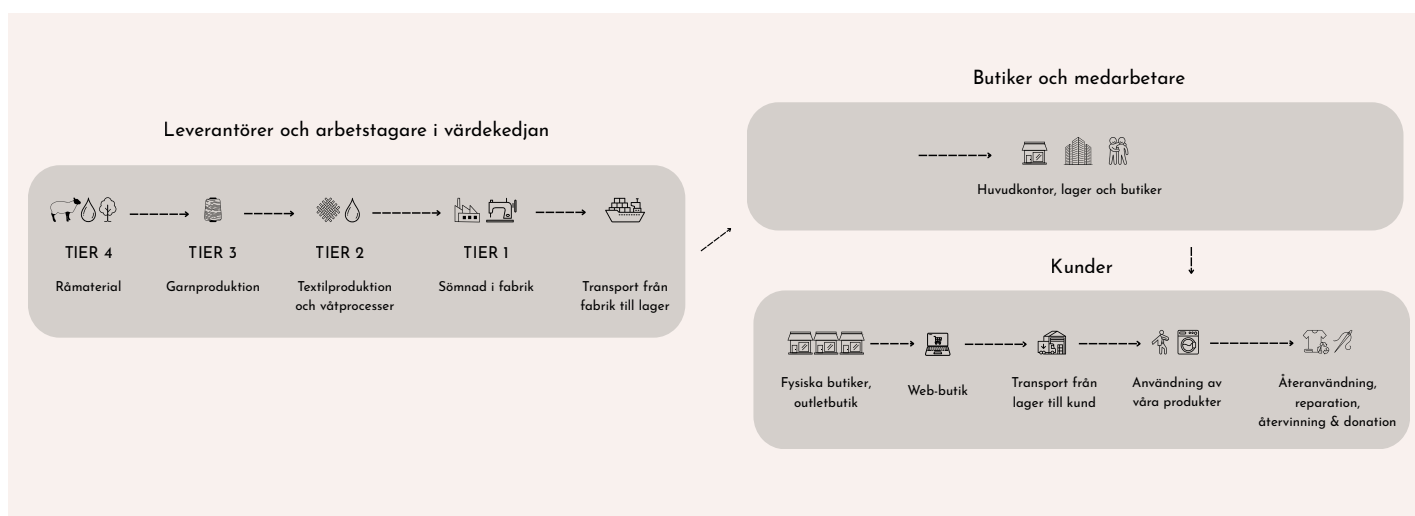 Leverantörer och arbetstagare i värdekedjan
TIER 4
Råmaterial
TIER 3
Garnproduktion
TIER 2
Textilproduktion
och våtprocesser
TIER 1
Sömnad i fabrik
Transport från
fabrik till lager
Butiker och medarbetare
Huvudkontor, lager och butiker
Kunder
Fysiska butiker,
outletbutik
Web-butik
Transport från
lager till kund
Användning av
våra produkter
Återanvändning,
reparation,
återvinning & donation